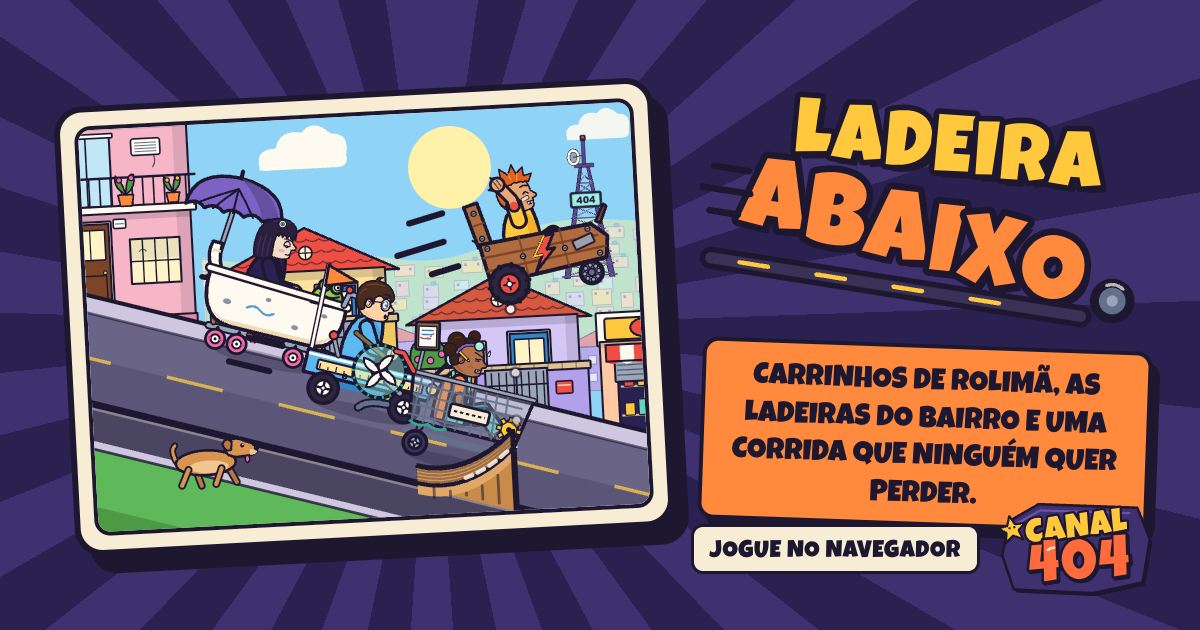 404
LADEIRA
ABAIXO
CARRINHOS DE ROLIMÃ, AS
LADEIRAS DO BAIRRO E UMA
CORRIDA QUE NINGUÉM QUER
PERDER.
JOGUE NO NAVEGADOR
CANAL
404